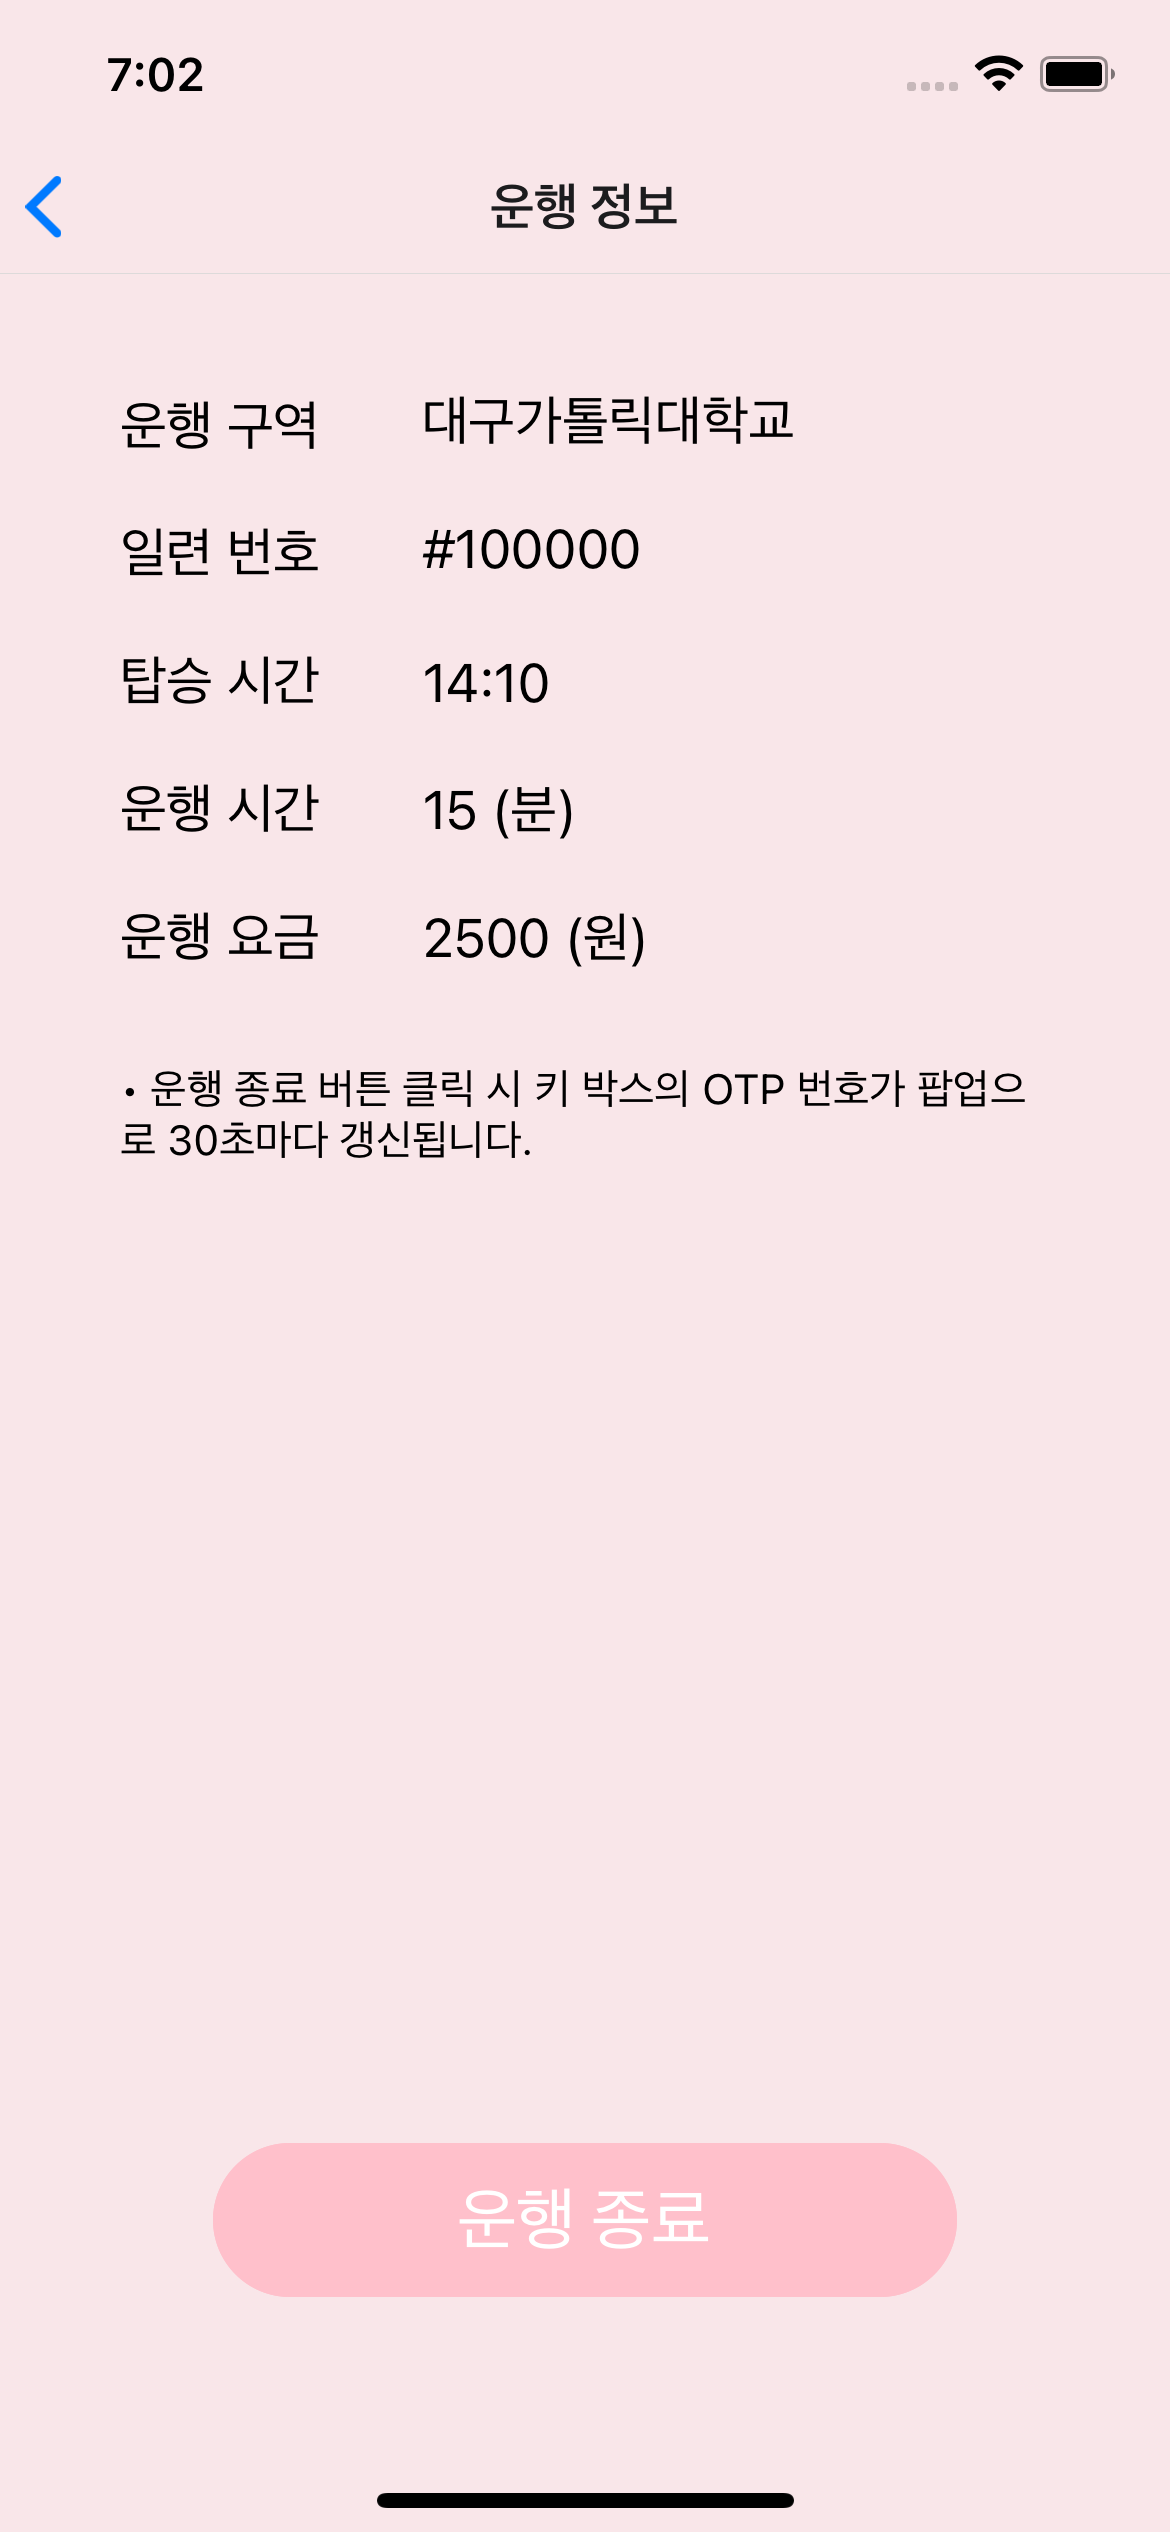 7:02
운행 정보
운행 구역 대구가톨릭대학교
일련 번호 #100000
탑승 시간 14:10
운행 시간 15 (분)
운행 요금 2500 (원)
• 운행 종료 버튼 클릭 시 키 박스의 OTP 번호가 팝업으
로 30초마다 갱신됩니다.
운행 종료